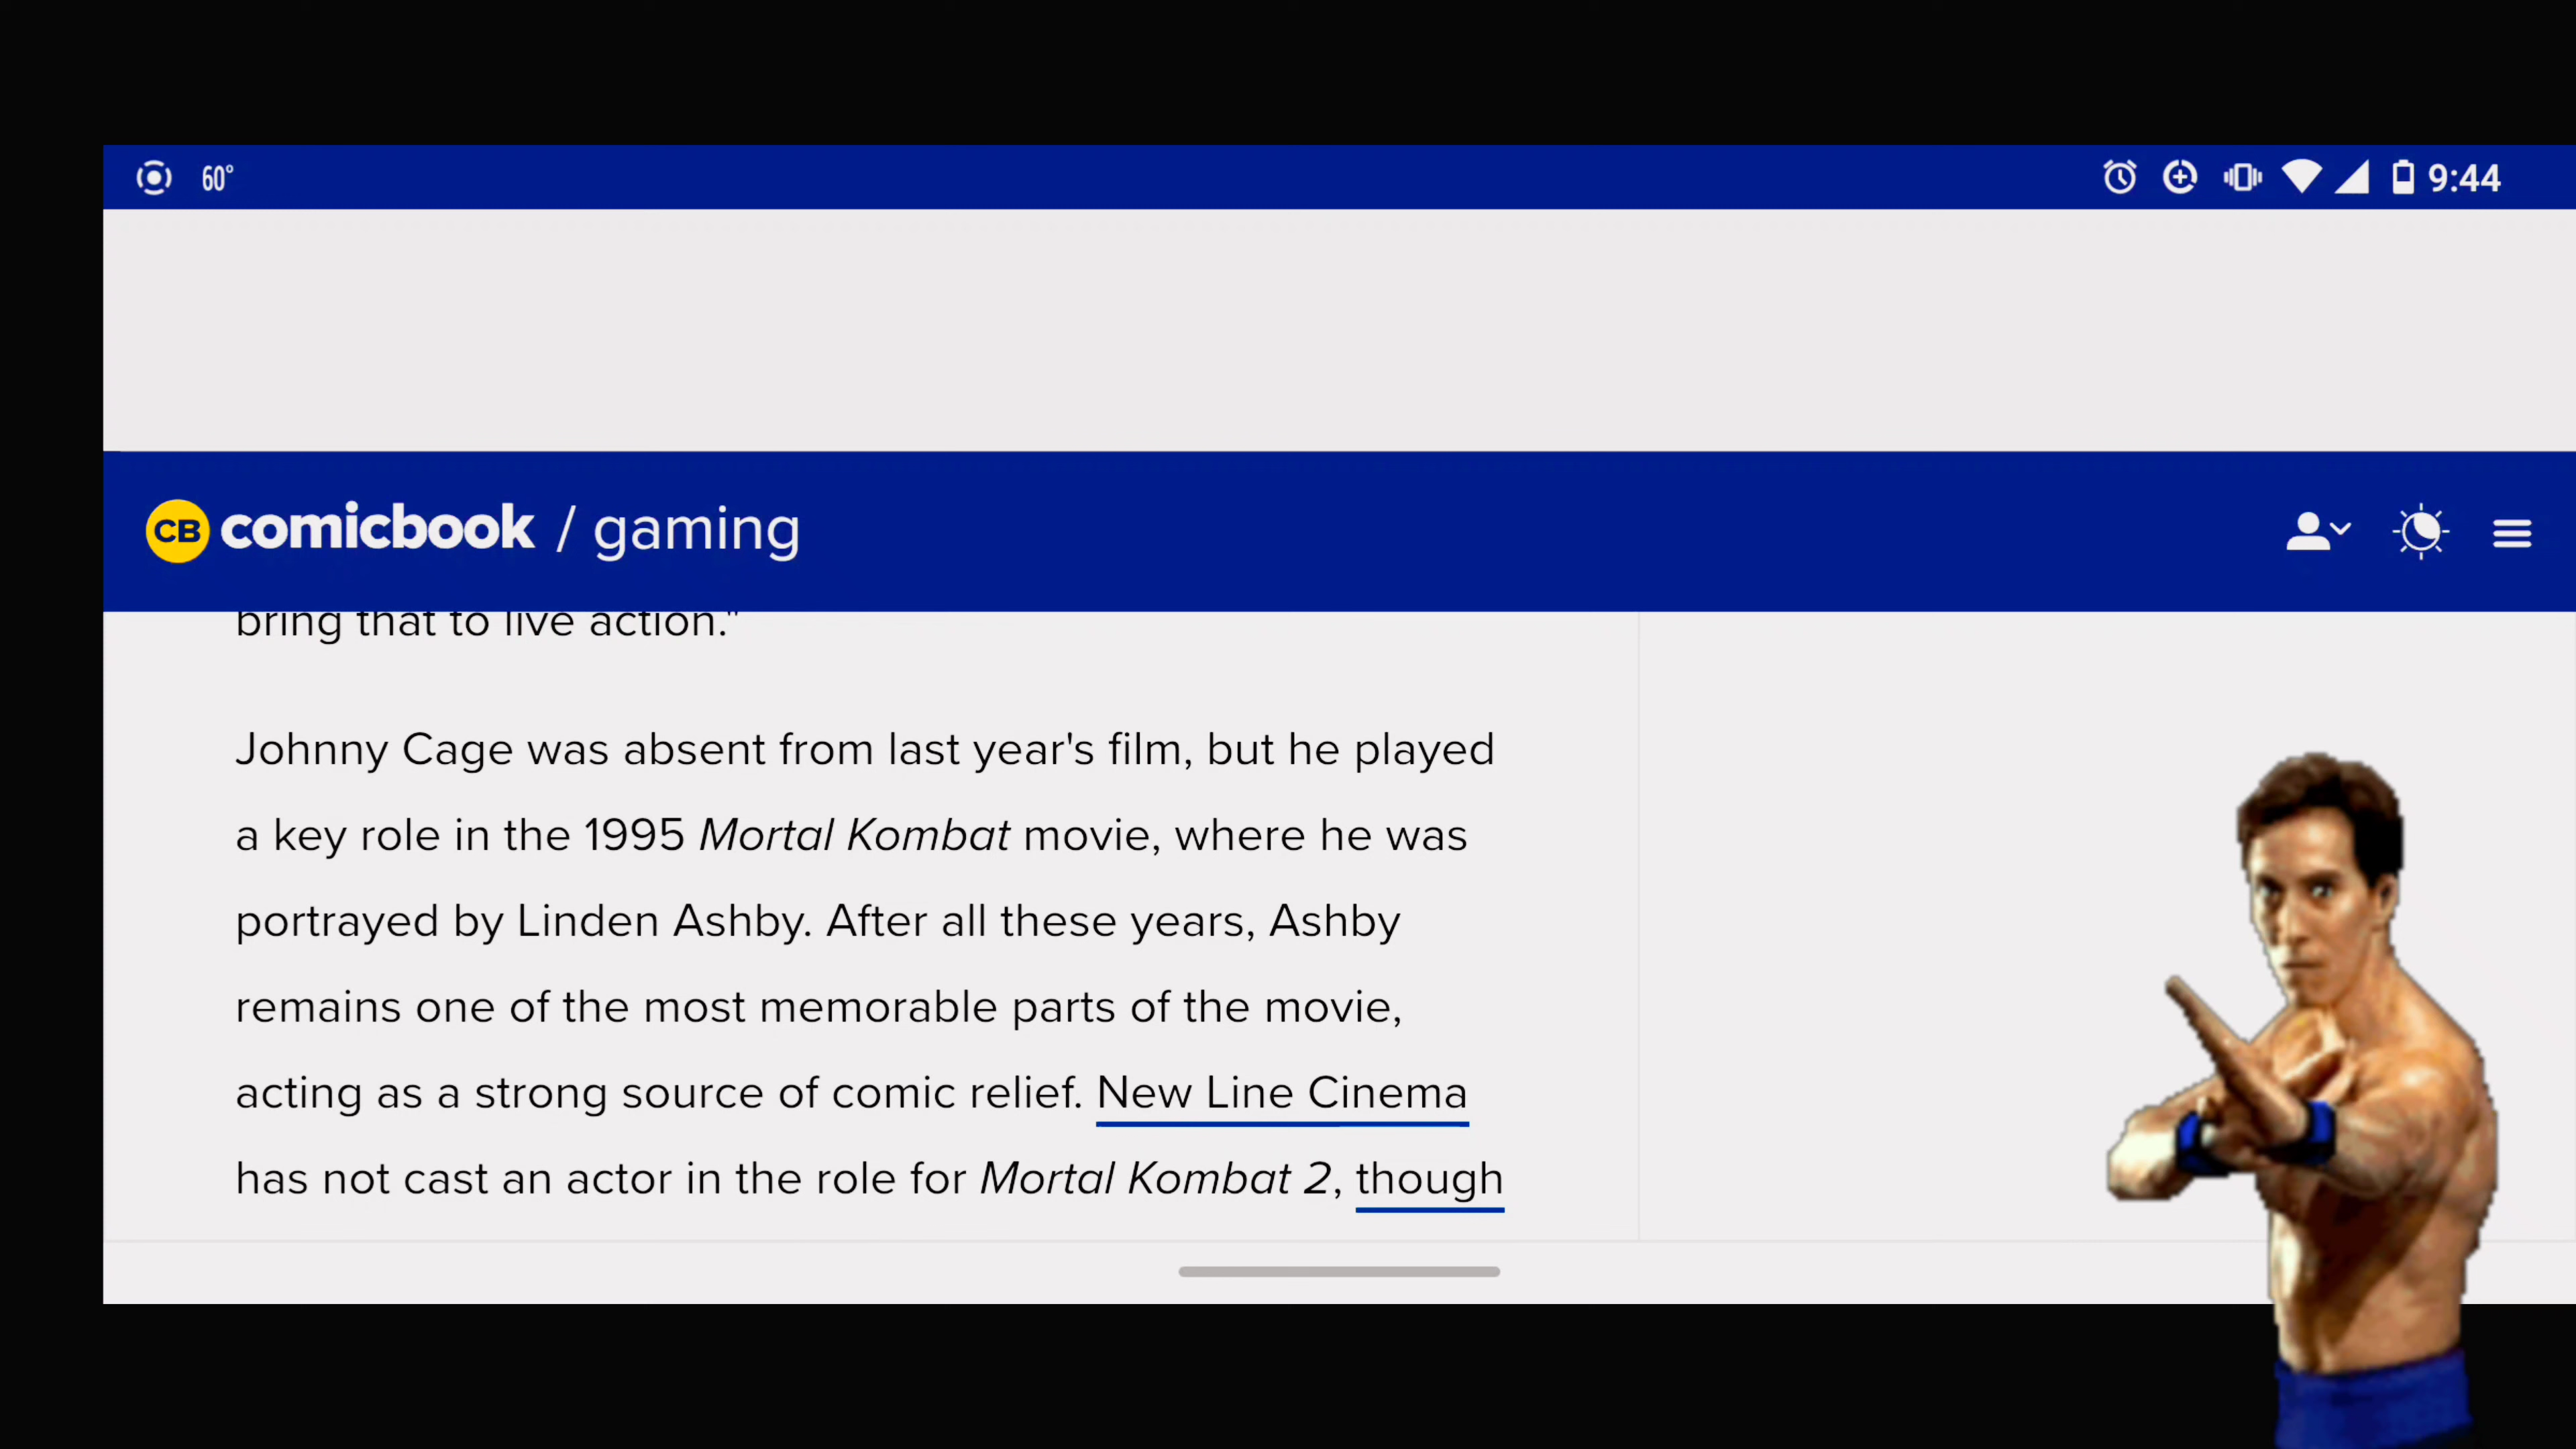 60°
9:44
CB comicbook / gaming
bring that to live action."
Johnny Cage was absent from last year's film, but he played
a key role in the 1995 Mortal Kombat movie, where he was
portrayed by Linden Ashby. After all these years, Ashby
remains one of the most memorable parts of the movie,
acting as a strong source of comic relief. New Line Cinema
has not cast an actor in the role for Mortal Kombat 2, though